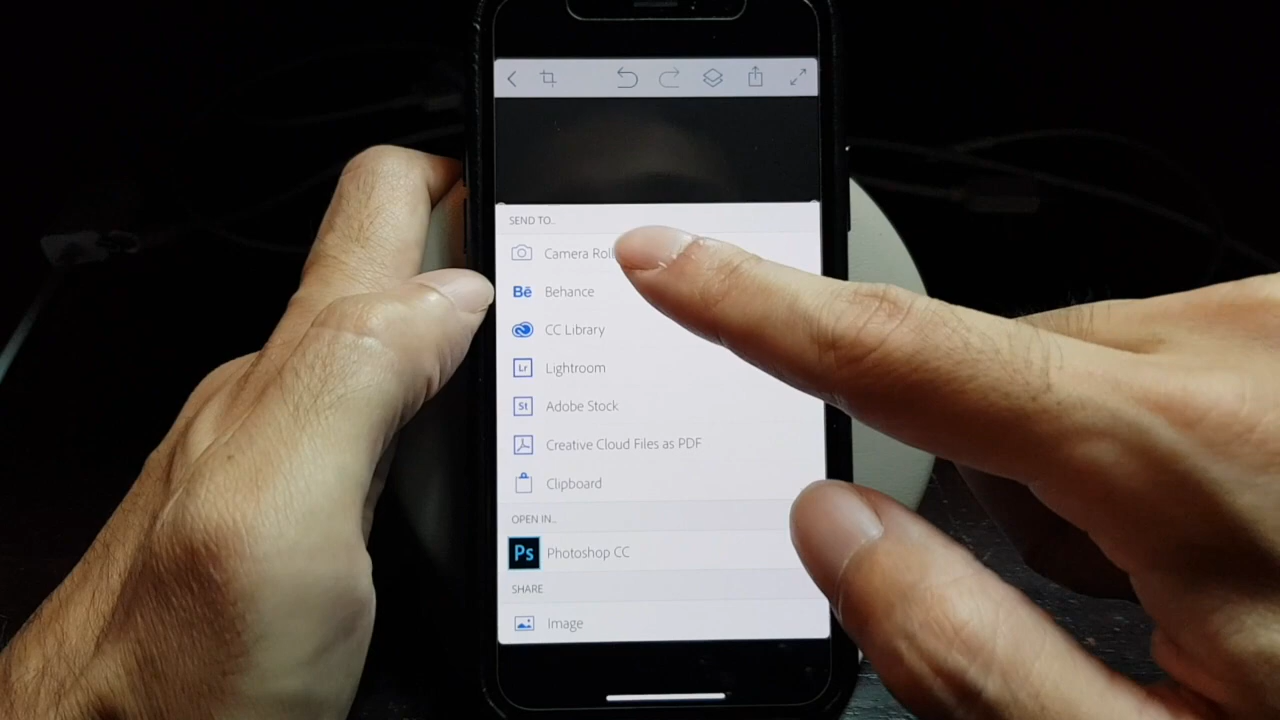 SEND TO...
Camera Roll
Bē Behance
CC Library
Lr Lightroom
St Adobe Stock
Creative Cloud Files as PDF
Clipboard
OPEN IN...
Ps Photoshop CC
SHARE
Image